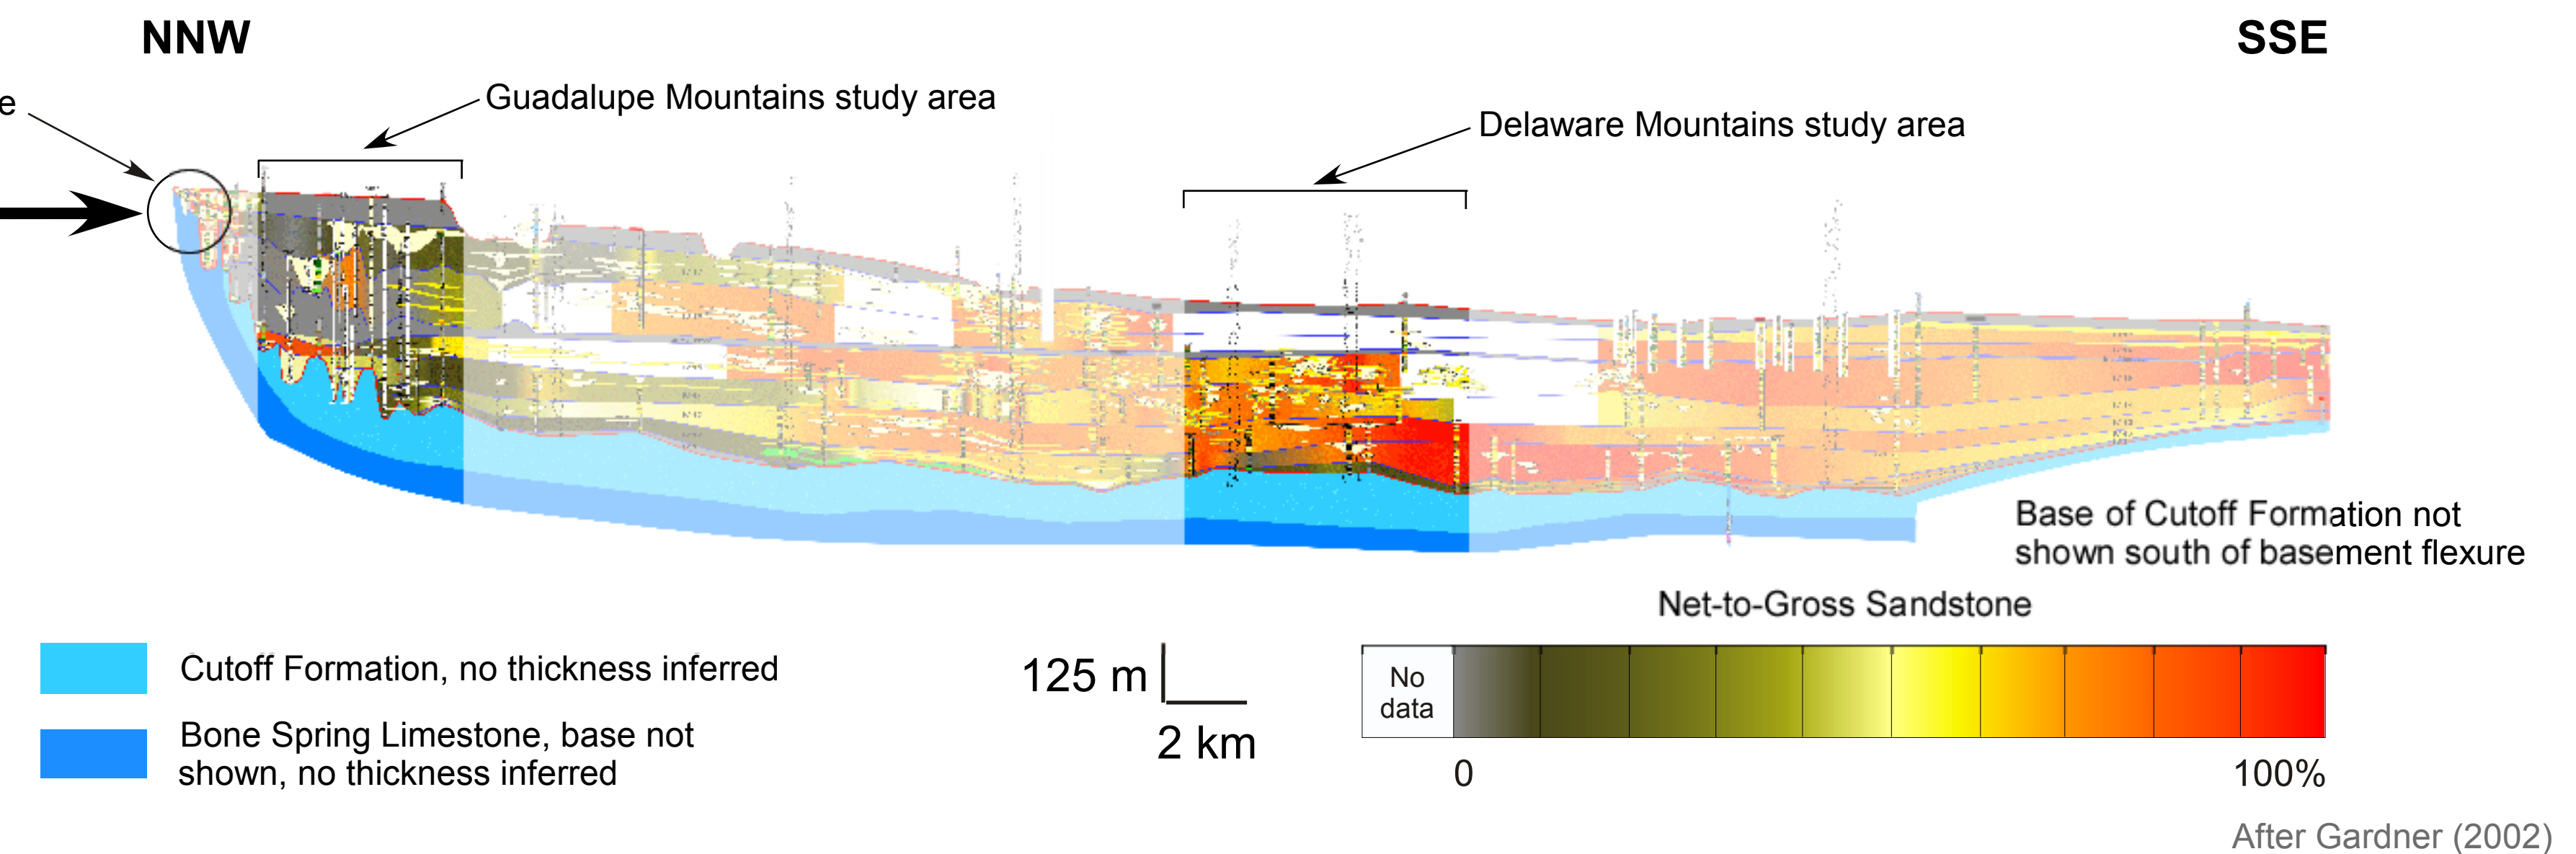 NNW
SSE
e
Guadalupe Mountains study area
Delaware Mountains study area
Base of Cutoff Formation not
shown south of basement flexure
Net-to-Gross Sandstone
Cutoff Formation, no thickness inferred
Bone Spring Limestone, base not
shown, no thickness inferred
125 m
2 km
No
data
0
100%
After Gardner (2002)